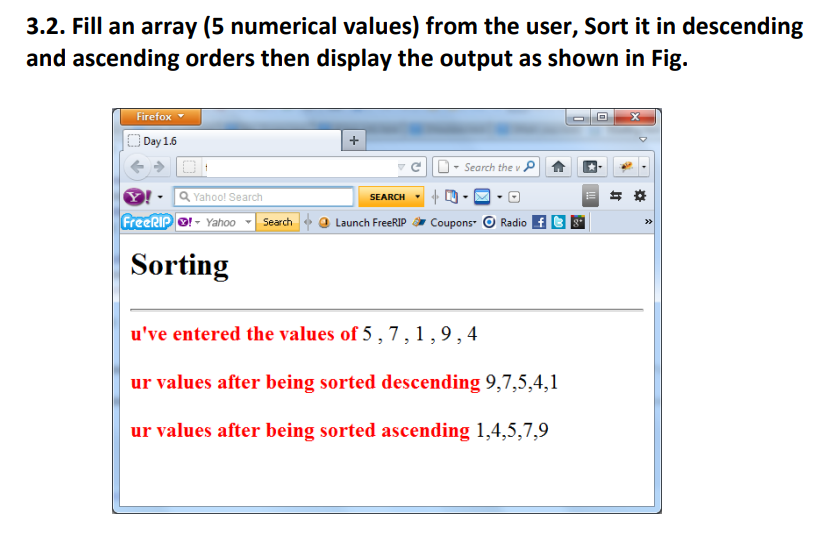 3.2. Fill an array (5 numerical values) from the user, Sort it in descending
and ascending orders then display the output as shown in Fig.
Firefox
Day 1.6
Search the v
Y! Yahoo! Search SEARCH
FreeRIP Y! - Yahoo Search Launch FreeRIP Coupons Radio f g+ »
Sorting
u've entered the values of 5 , 7 , 1 , 9 , 4
ur values after being sorted descending 9,7,5,4,1
ur values after being sorted ascending 1,4,5,7,9